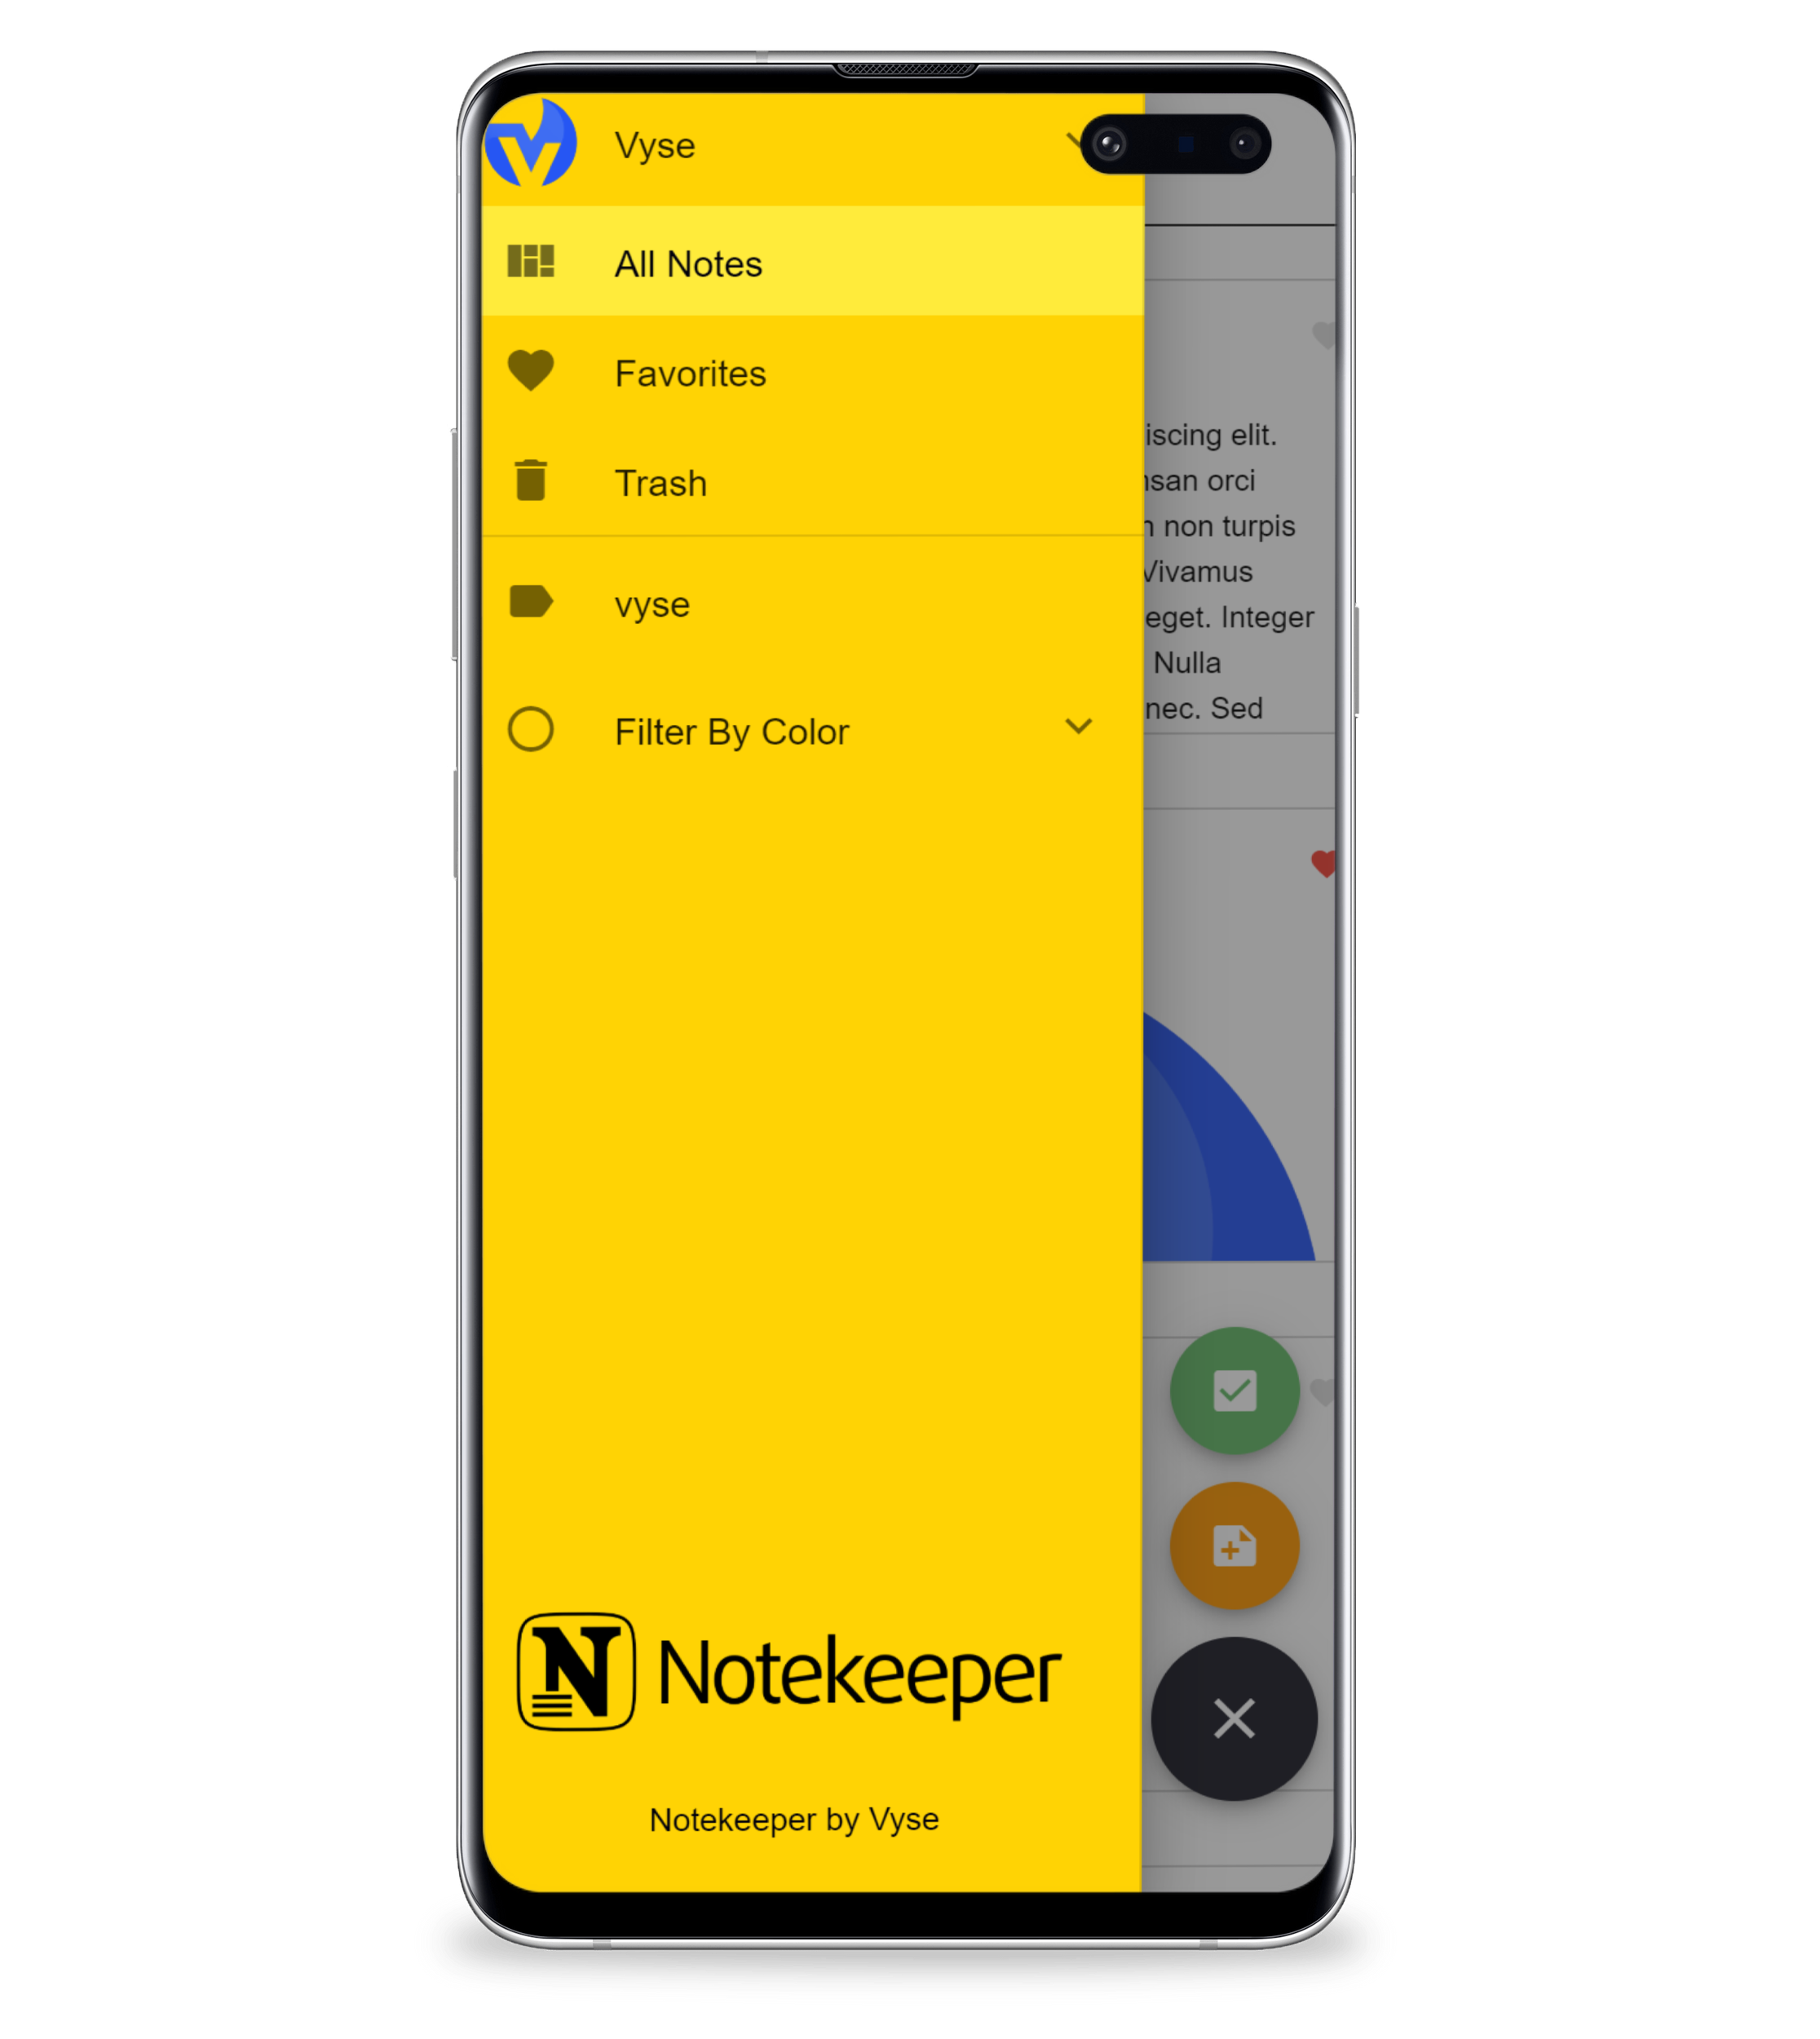 Vyse
All Notes
Favorites
Trash
vyse
Filter By Color
iscing elit.
san orci
non turpis
Vivamus
eget. Integer
Nulla
nec. Sed
N Notekeeper
Notekeeper by Vyse